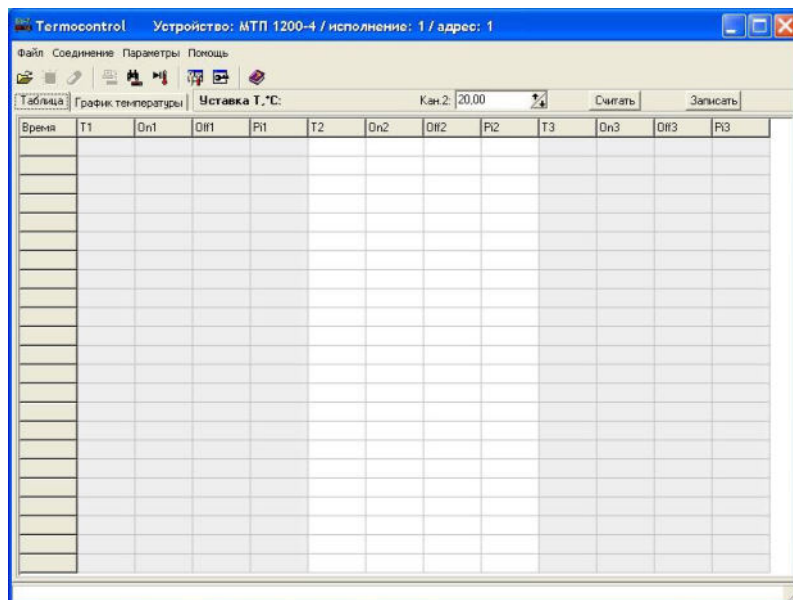 Termocontrol Устройство: МТП 1200-4 / исполнение: 1 / адрес: 1
Файл Соединение Параметры Помощь
Таблица График температуры Уставка T,°C: Кан.2: 20,00 Считать Записать
Время T1 On1 Off1 Pi1 T2 On2 Off2 Pi2 T3 On3 Off3 Pi3